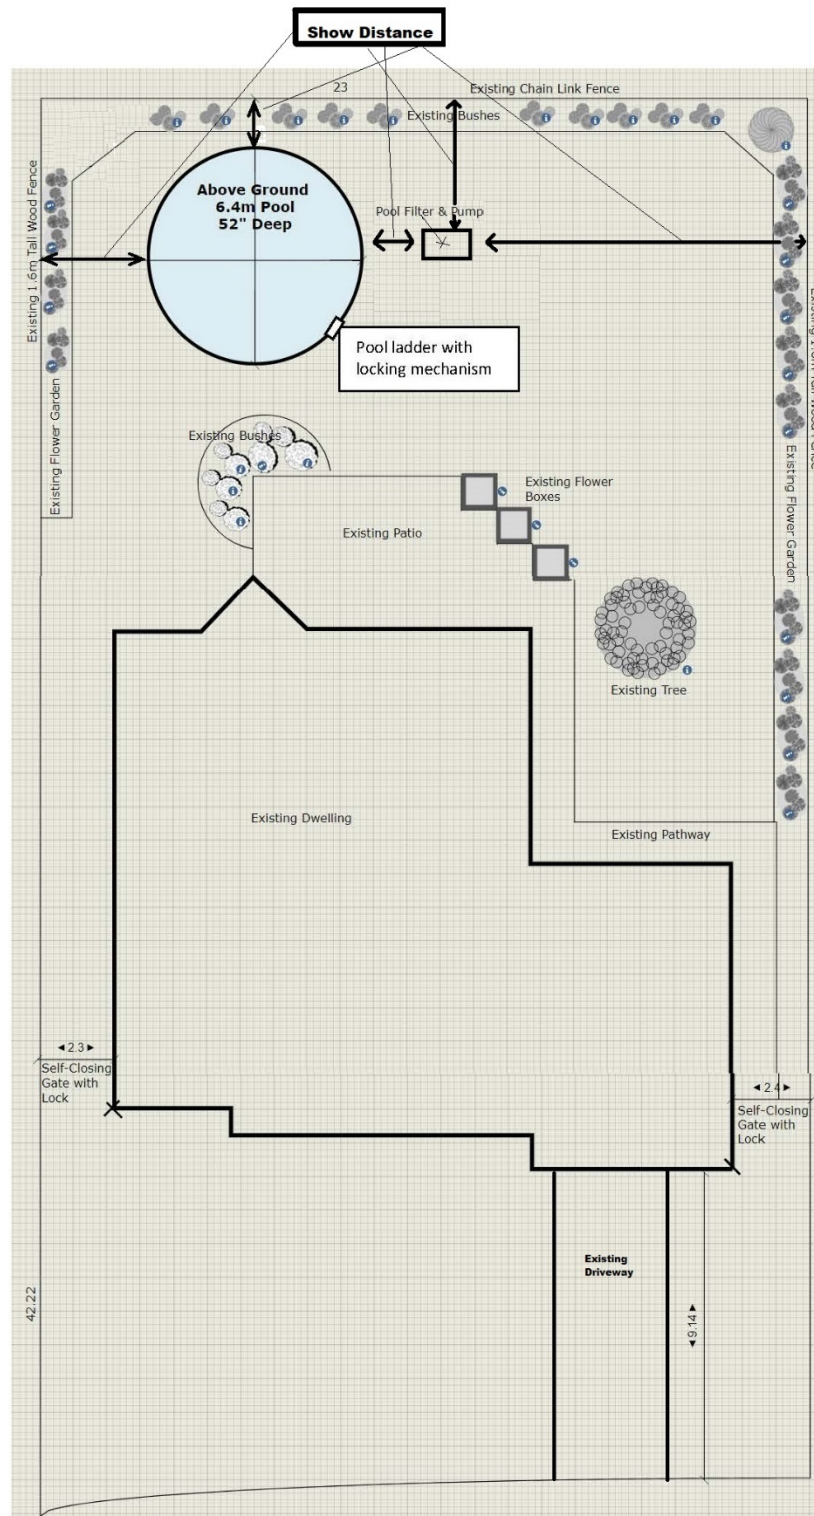 Show Distance
23
Existing Chain Link Fence
Existing Bushes
Above Ground
6.4m Pool
52" Deep
Pool Filter & Pump
Existing 1.6m Tall Wood Fence
Pool ladder with
locking mechanism
Existing Flower Garden
Existing Bushes
Existing Flower
Boxes
Existing Patio
Existing Flower Garden
Existing Tree
Existing Dwelling
Existing Pathway
2.3
Self-Closing
Gate with
Lock
2.4
Self-Closing
Gate with
Lock
Existing
Driveway
42.22
9.14